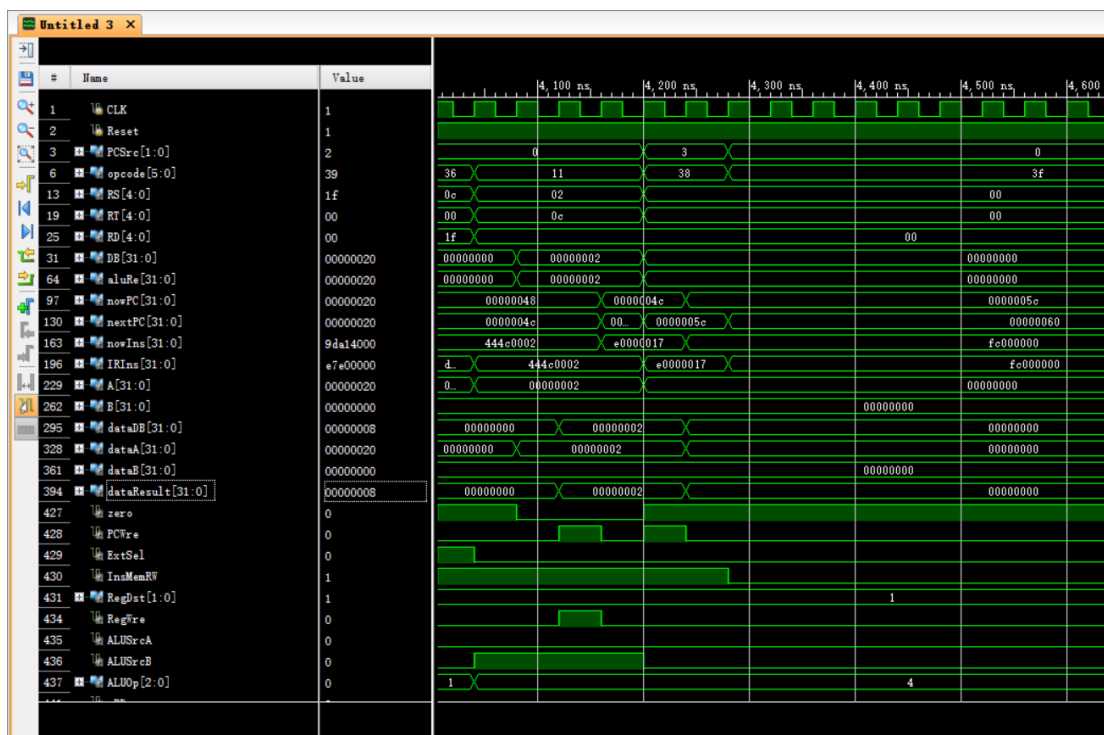 Untitled 3 ×
# Name Value
4,100 ns 4,200 ns 4,300 ns 4,400 ns 4,500 ns 4,600
1 CLK 1
2 Reset 1
3 PCSrc[1:0] 2 0 3 0
6 opcode[5:0] 39 36 11 38 3f
13 RS[4:0] 1f 0c 02 00
19 RT[4:0] 00 00 0c 00
25 RD[4:0] 00 1f 00
31 DB[31:0] 00000020 00000000 00000002 00000000
64 aluRe[31:0] 00000020 00000000 00000002 00000000
97 nowPC[31:0] 00000020 00000048 0000004c 0000005c
130 nextPC[31:0] 00000020 0000004c 00... 0000005c 00000060
163 nowIns[31:0] 9da14000 444c0002 e0000017 fc000000
196 IRIns[31:0] e7e00000 d... 444c0002 e0000017 fc000000
229 A[31:0] 00000020 0... 00000002 00000000
262 B[31:0] 00000000 00000000
295 dataDB[31:0] 00000008 00000000 00000002 00000000
328 dataA[31:0] 00000020 00000000 00000002 00000000
361 dataB[31:0] 00000000 00000000
394 dataResult[31:0] 00000008 00000000 00000002 00000000
427 zero 0
428 PCWre 0
429 ExtSel 0
430 InsMemRW 1
431 RegDst[1:0] 1 1
434 RegWre 0
435 ALUSrcA 0
436 ALUSrcB 0
437 ALUOp[2:0] 0 1 4